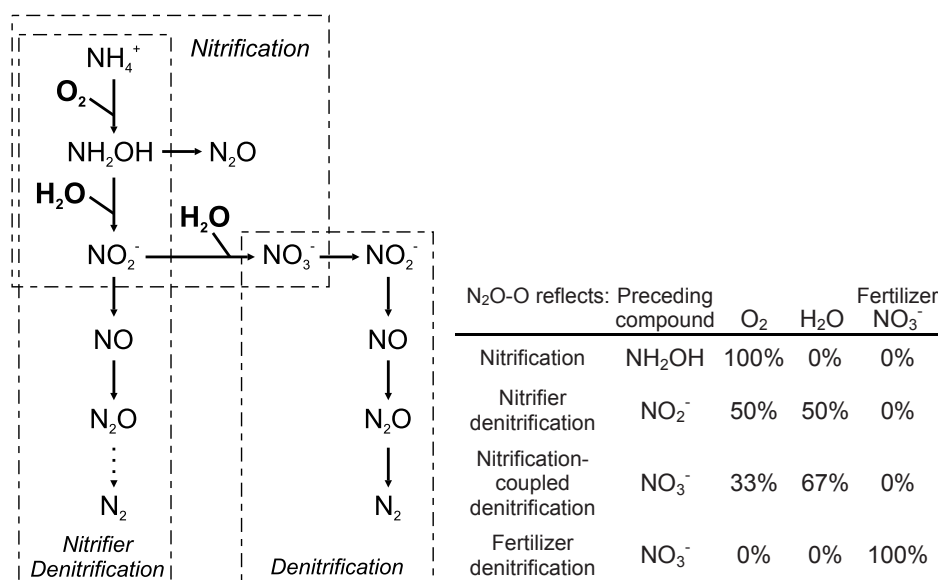 Nitrification
NH₄⁺
O₂
NH₂OH
N₂O
H₂O
H₂O
NO₂⁻
NO₃⁻
NO₂⁻
NO
NO
N₂O
N₂O
N₂
N₂
Nitrifier
Denitrification
Denitrification
N₂O-O reflects: Preceding compound O₂ H₂O Fertilizer NO₃⁻
Nitrification NH₂OH 100% 0% 0%
Nitrifier denitrification NO₂⁻ 50% 50% 0%
Nitrification-coupled denitrification NO₃⁻ 33% 67% 0%
Fertilizer denitrification NO₃⁻ 0% 0% 100%